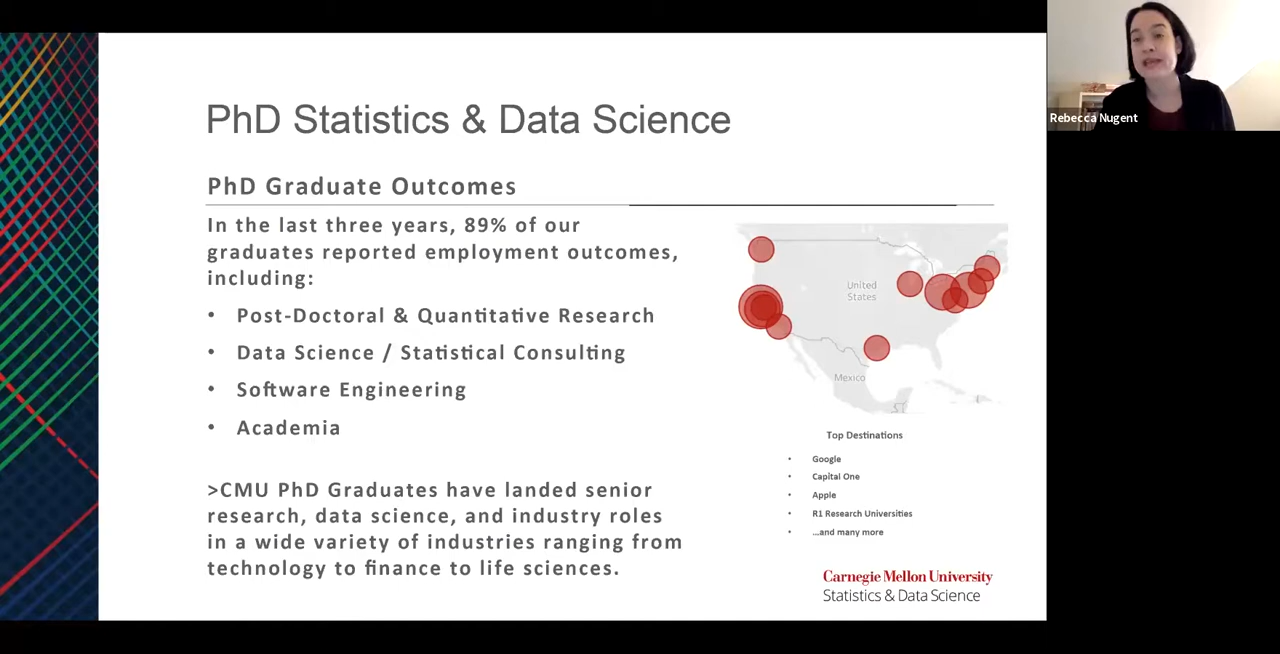 PhD Statistics & Data Science
PhD Graduate Outcomes
In the last three years, 89% of our
graduates reported employment outcomes,
including:
• Post-Doctoral & Quantitative Research
• Data Science / Statistical Consulting
• Software Engineering
• Academia
>CMU PhD Graduates have landed senior
research, data science, and industry roles
in a wide variety of industries ranging from
technology to finance to life sciences.
United
States
Mexico
Top Destinations
• Google
• Capital One
• Apple
• R1 Research Universities
• …and many more
Carnegie Mellon University
Statistics & Data Science
Rebecca Nugent